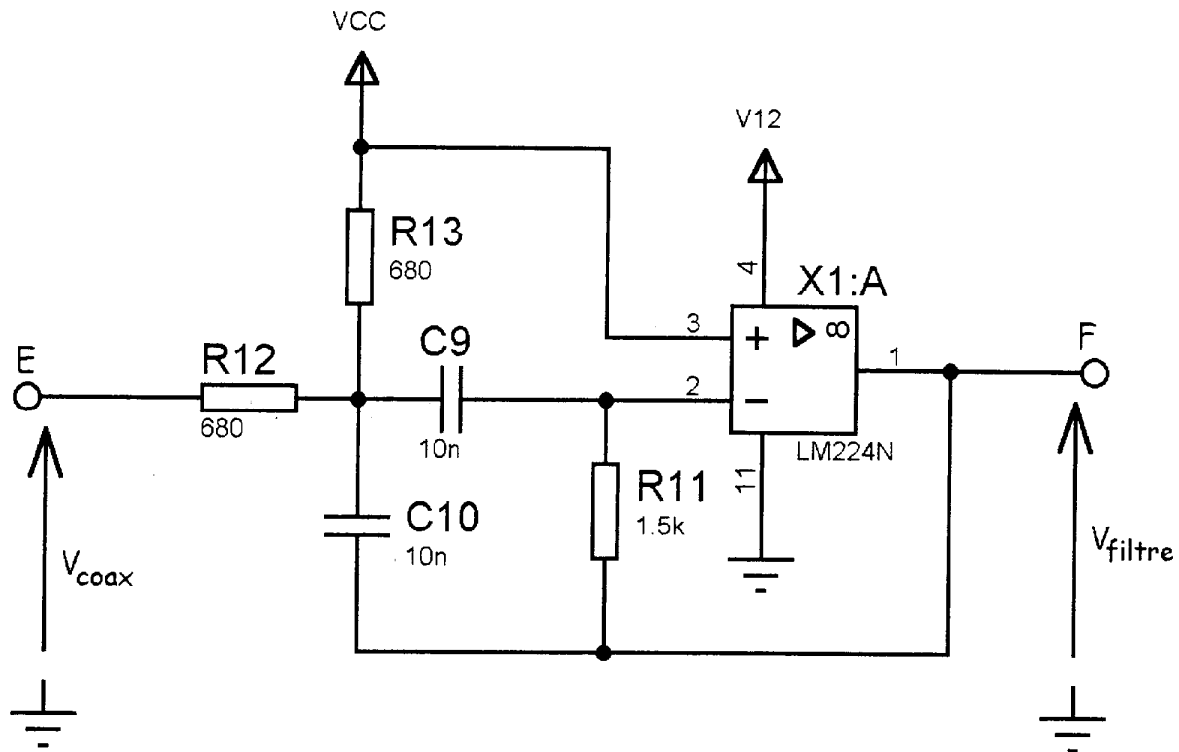 VCC
V12
R13
680
4
X1:A
+
8
3
1
F
E
R12
680
C9
10n
2
−
LM224N
11
R11
1.5k
C10
10n
Vcoax
Vfiltre